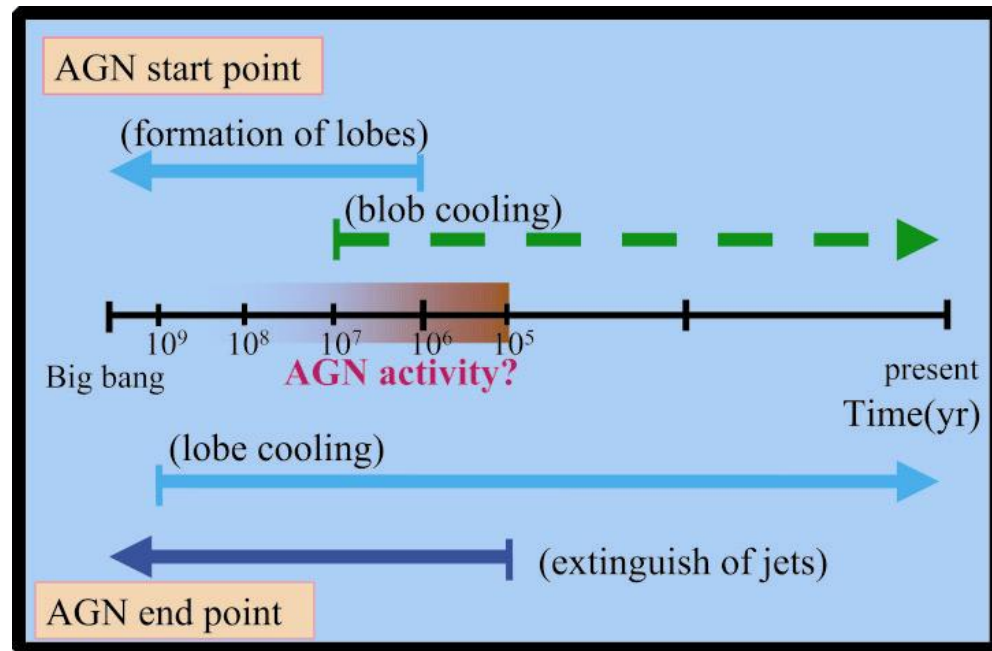 AGN start point
(formation of lobes)
(blob cooling)
10⁹ 10⁸ 10⁷ 10⁶ 10⁵
Big bang
AGN activity?
present
Time(yr)
(lobe cooling)
(extinguish of jets)
AGN end point